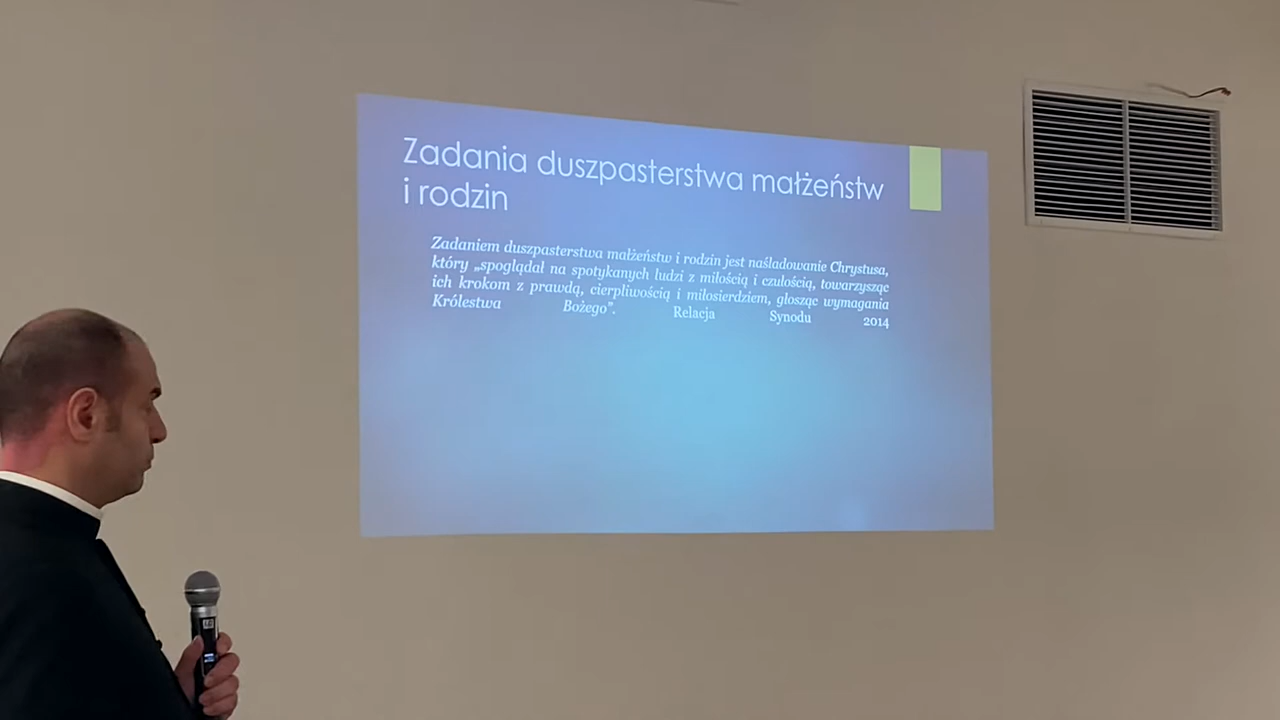 Zadania duszpasterstwa małżeństw
i rodzin
Zadaniem duszpasterstwa małżeństw i rodzin jest naśladowanie Chrystusa,
który „spoglądał na spotykanych ludzi z miłością i czułością, towarzysząc
ich krokom z prawdą, cierpliwością i miłosierdziem, głosząc wymagania
Królestwa Bożego”. Relacja Synodu 2014